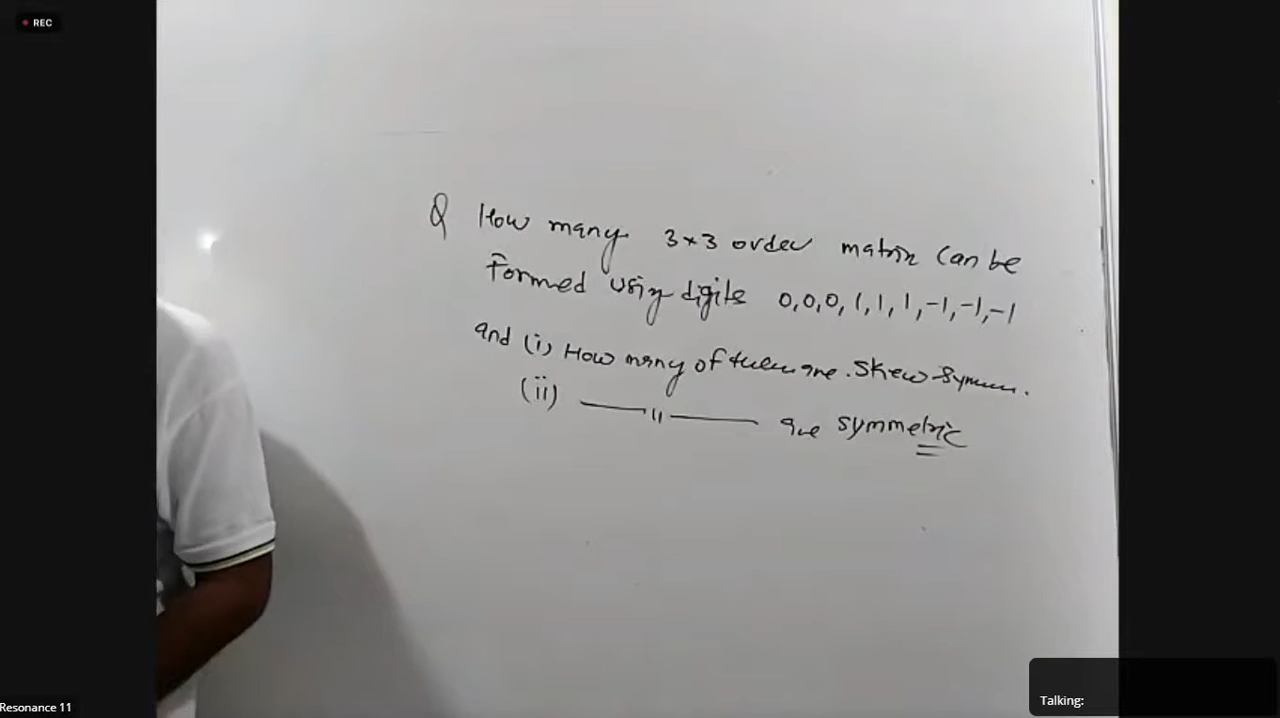 REC
Q How many 3×3 order matrix can be
formed using digits 0,0,0,1,1,1,-1,-1,-1
and (i) How many of them are. Skew Symm.
(ii) —— 11 —— are symmetric
Resonance 11
Talking: